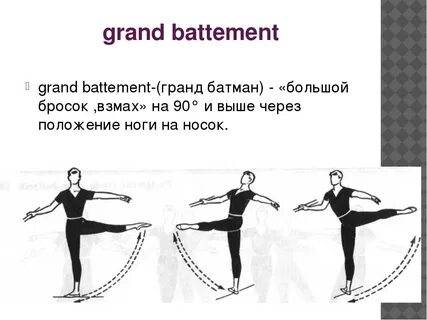 grand battement
grand battement-(гранд батман) - «большой
бросок ,взмах» на 90° и выше через
положение ноги на носок.